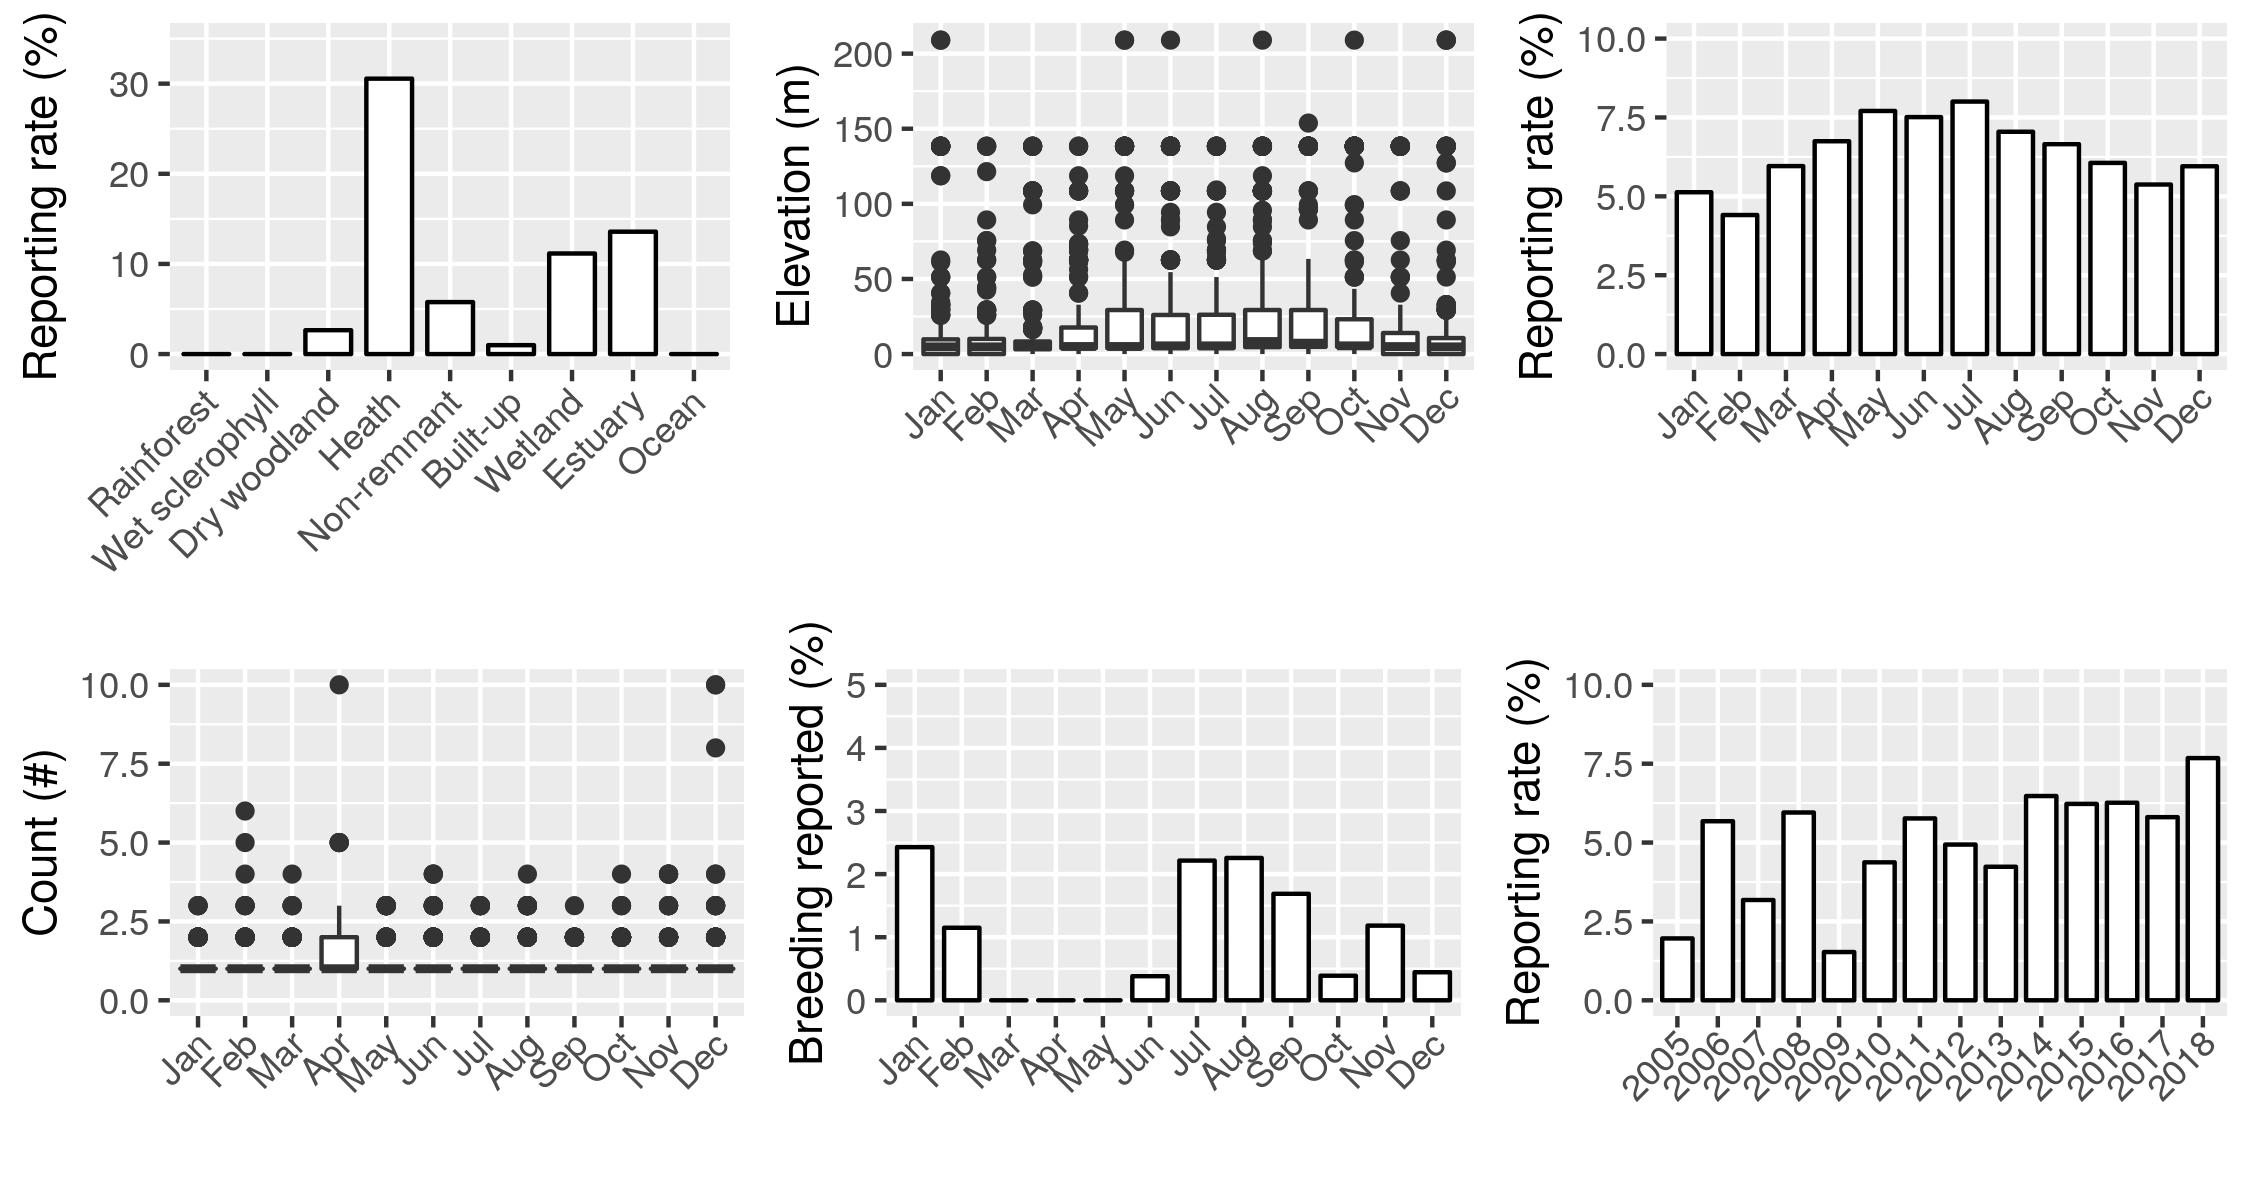 Reporting rate (%)
30
20
10
0
Rainforest
Wet sclerophyll
Dry woodland
Heath
Non-remnant
Built-up
Wetland
Estuary
Ocean
Elevation (m)
200
150
100
50
0
Jan
Feb
Mar
Apr
May
Jun
Jul
Aug
Sep
Oct
Nov
Dec
Reporting rate (%)
10.0
7.5
5.0
2.5
0.0
Jan
Feb
Mar
Apr
May
Jun
Jul
Aug
Sep
Oct
Nov
Dec
Count (#)
10.0
7.5
5.0
2.5
0.0
Jan
Feb
Mar
Apr
May
Jun
Jul
Aug
Sep
Oct
Nov
Dec
Breeding reported (%)
5
4
3
2
1
0
Jan
Feb
Mar
Apr
May
Jun
Jul
Aug
Sep
Oct
Nov
Dec
Reporting rate (%)
10.0
7.5
5.0
2.5
0.0
2005
2006
2007
2008
2009
2010
2011
2012
2013
2014
2015
2016
2017
2018